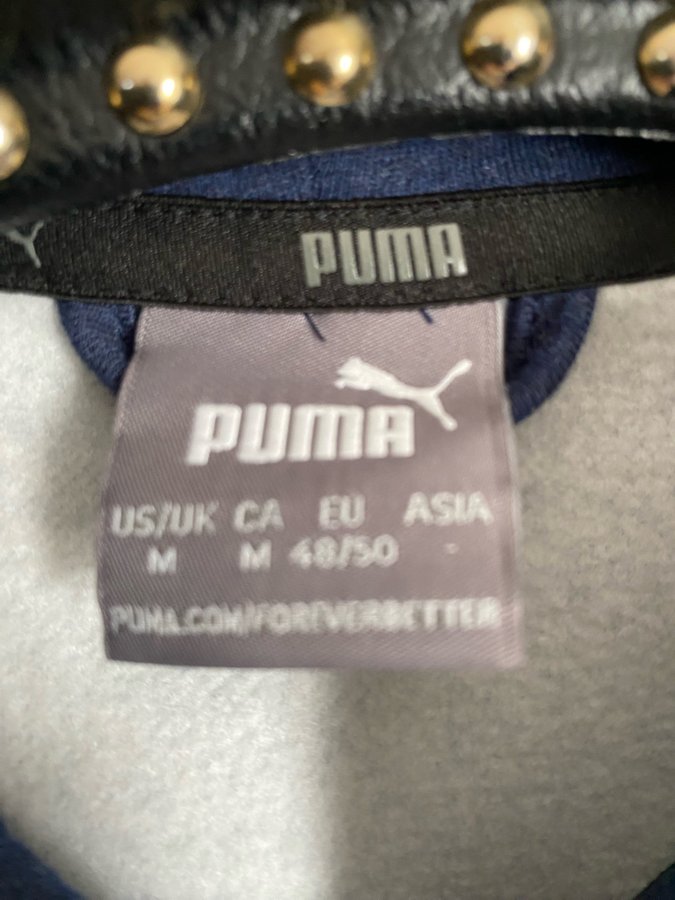 PUMA
PUMA
US/UK CA EU ASIA
M M 48/50 -
PUMA.COM/FOREVERBETTER